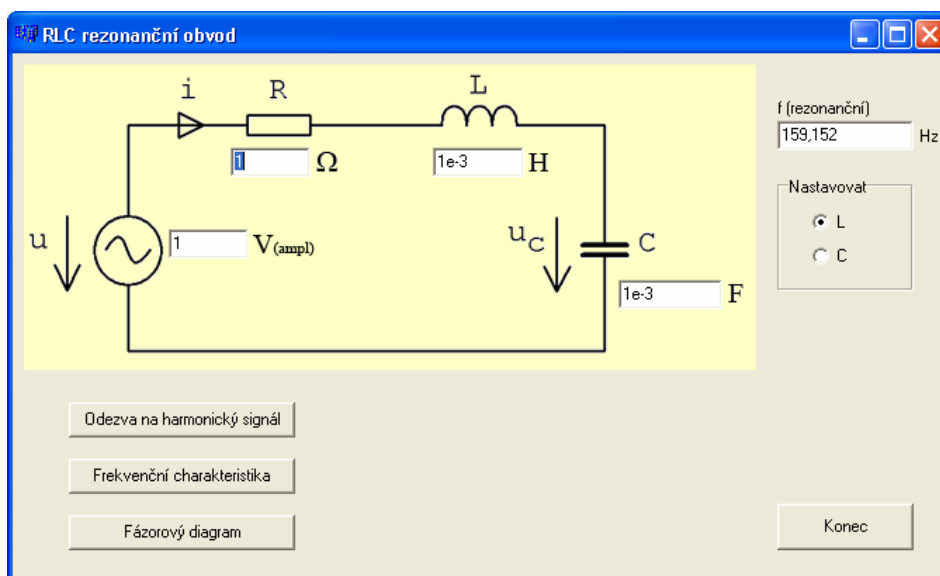 RLC rezonanční obvod
i R L
1 Ω 1e-3 H
u 1 V(ampl) uC C
1e-3 F
f (rezonanční)
159,152 Hz
Nastavovat
L
C
Odezva na harmonický signál
Frekvenční charakteristika
Fázorový diagram
Konec